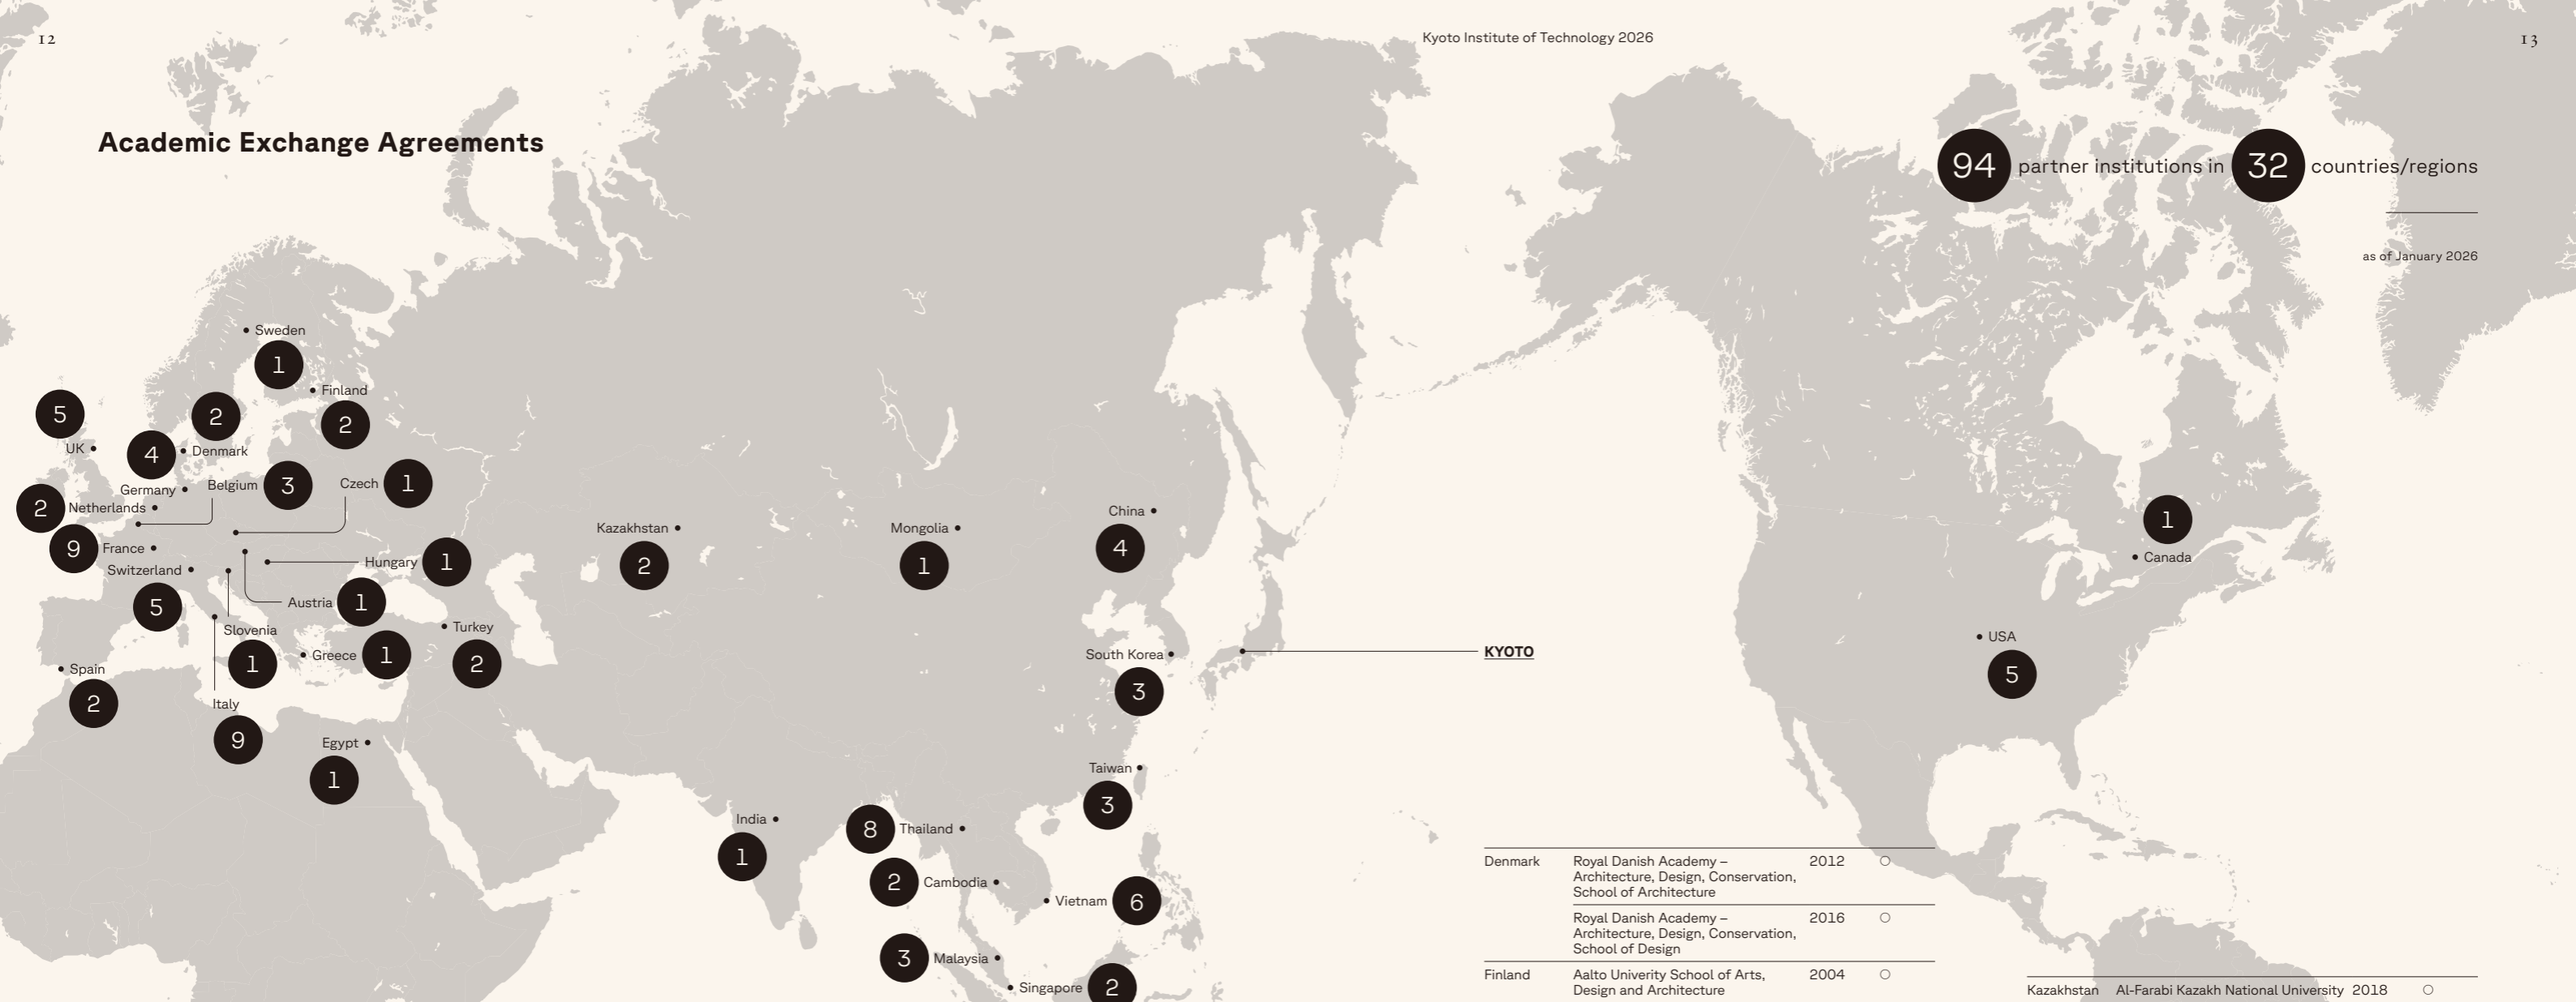 12
Kyoto Institute of Technology 2026
13
Academic Exchange Agreements
94 partner institutions in 32 countries/regions
as of January 2026
Sweden
1
Finland
2
5
UK
2
Denmark
4
Germany
Belgium 3
Czech 1
2 Netherlands
9 France
Switzerland
5
Hungary 1
Austria 1
Slovenia
1
Greece 1
Turkey
2
Spain
2
Italy
9
Egypt
1
Kazakhstan
2
Mongolia
1
China
4
South Korea
3
KYOTO
Taiwan
3
India
1
8 Thailand
2 Cambodia
Vietnam 6
3 Malaysia
Singapore 2
1
Canada
USA
5
Denmark Royal Danish Academy – 2012 ○
Architecture, Design, Conservation,
School of Architecture
Royal Danish Academy – 2016 ○
Architecture, Design, Conservation,
School of Design
Finland Aalto Univerity School of Arts, 2004 ○
Design and Architecture
Kazakhstan Al-Farabi Kazakh National University 2018 ○